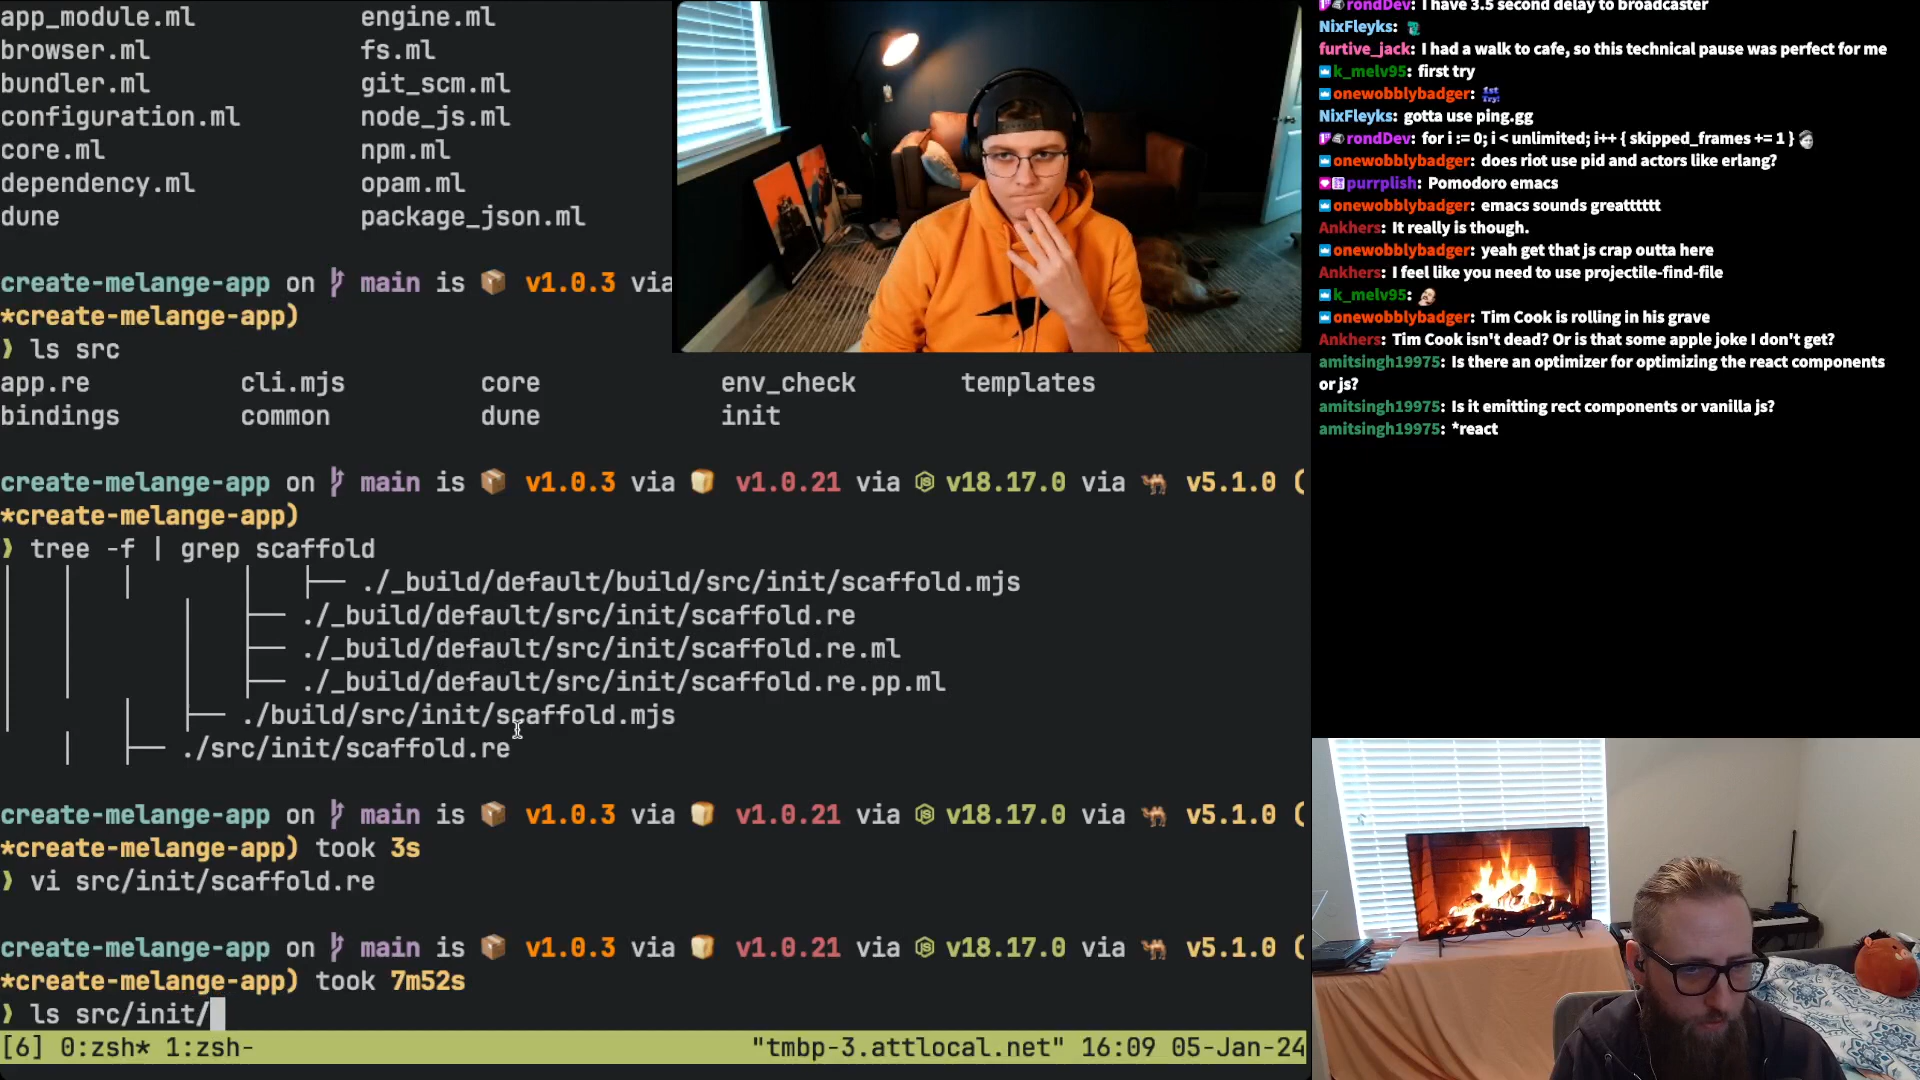 app_module.ml engine.ml
browser.ml fs.ml
bundler.ml git_scm.ml
configuration.ml node_js.ml
core.ml npm.ml
dependency.ml opam.ml
dune package_json.ml
create-melange-app on main is v1.0.3 via
*create-melange-app)
❱ ls src
app.re cli.mjs core env_check templates
bindings common dune init
create-melange-app on main is v1.0.3 via v1.0.21 via v18.17.0 via v5.1.0 (
*create-melange-app)
❱ tree -f | grep scaffold
│ │ │ │ ├── ./_build/default/build/src/init/scaffold.mjs
│ │ │ ├── ./_build/default/src/init/scaffold.re
│ │ │ ├── ./_build/default/src/init/scaffold.re.ml
│ │ │ ├── ./_build/default/src/init/scaffold.re.pp.ml
│ │ ├── ./build/src/init/scaffold.mjs
│ ├── ./src/init/scaffold.re
create-melange-app on main is v1.0.3 via v1.0.21 via v18.17.0 via v5.1.0 (
*create-melange-app) took 3s
❱ vi src/init/scaffold.re
create-melange-app on main is v1.0.3 via v1.0.21 via v18.17.0 via v5.1.0 (
*create-melange-app) took 7m52s
❱ ls src/init/
[6] 0:zsh* 1:zsh- "tmbp-3.attlocal.net" 16:09 05-Jan-24
rondDev: I have 3.5 second delay to broadcaster
NixFleyks:
furtive_jack: I had a walk to cafe, so this technical pause was perfect for me
k_melv95: first try
onewobblybadger: 1st Try!
NixFleyks: gotta use ping.gg
rondDev: for i := 0; i < unlimited; i++ { skipped_frames += 1 }
onewobblybadger: does riot use pid and actors like erlang?
purrplish: Pomodoro emacs
onewobblybadger: emacs sounds greatttttt
Ankhers: It really is though.
onewobblybadger: yeah get that js crap outta here
Ankhers: I feel like you need to use projectile-find-file
k_melv95:
onewobblybadger: Tim Cook is rolling in his grave
Ankhers: Tim Cook isn't dead? Or is that some apple joke I don't get?
amitsingh19975: Is there an optimizer for optimizing the react components
or js?
amitsingh19975: Is it emitting rect components or vanilla js?
amitsingh19975: *react